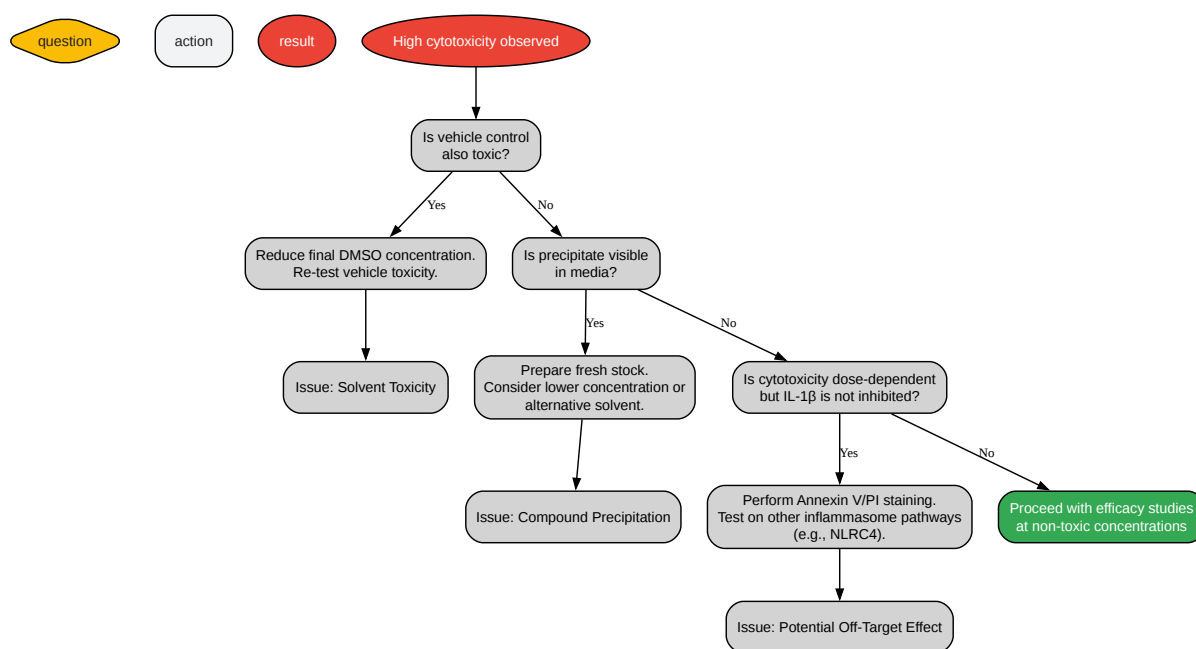 question
action
result
High cytotoxicity observed
Is vehicle control
also toxic?
Yes
No
Reduce final DMSO concentration.
Re-test vehicle toxicity.
Is precipitate visible
in media?
Yes
No
Issue: Solvent Toxicity
Prepare fresh stock.
Consider lower concentration or
alternative solvent.
Is cytotoxicity dose-dependent
but IL-1β is not inhibited?
Yes
No
Issue: Compound Precipitation
Perform Annexin V/PI staining.
Test on other inflammasome pathways
(e.g., NLRC4).
Proceed with efficacy studies
at non-toxic concentrations
Issue: Potential Off-Target Effect